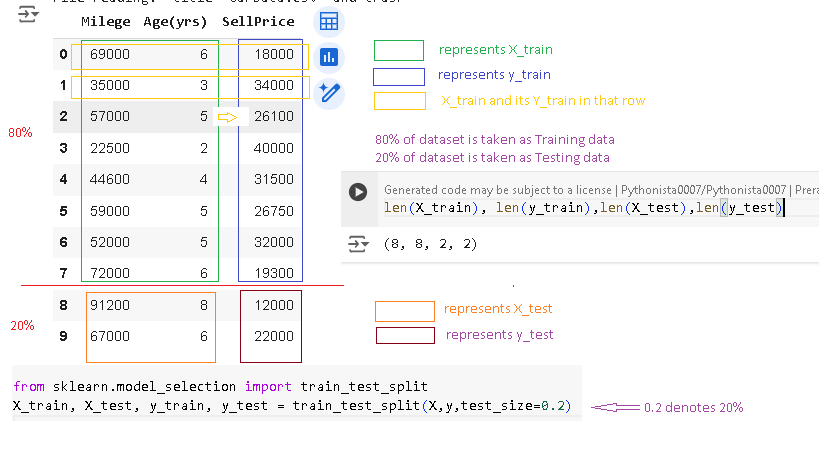 Milege Age(yrs) SellPrice
0 69000 6 18000
1 35000 3 34000
2 57000 5 26100
3 22500 2 40000
4 44600 4 31500
5 59000 5 26750
6 52000 5 32000
7 72000 6 19300
8 91200 8 12000
9 67000 6 22000
80%
20%
represents X_train
represents y_train
X_train and its Y_train in that row
80% of dataset is taken as Training data
20% of dataset is taken as Testing data
Generated code may be subject to a license | Pythonista0007/Pythonista0007 |
len(X_train), len(y_train),len(X_test),len(y_test)
(8, 8, 2, 2)
represents X_test
represents y_test
from sklearn.model_selection import train_test_split
X_train, X_test, y_train, y_test = train_test_split(X,y,test_size=0.2)
0.2 denotes 20%